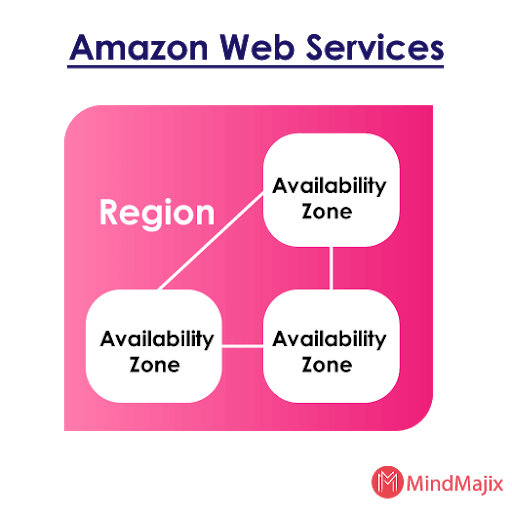 Amazon Web Services
Region
Availability
Zone
Availability
Zone
Availability
Zone
MindMajix